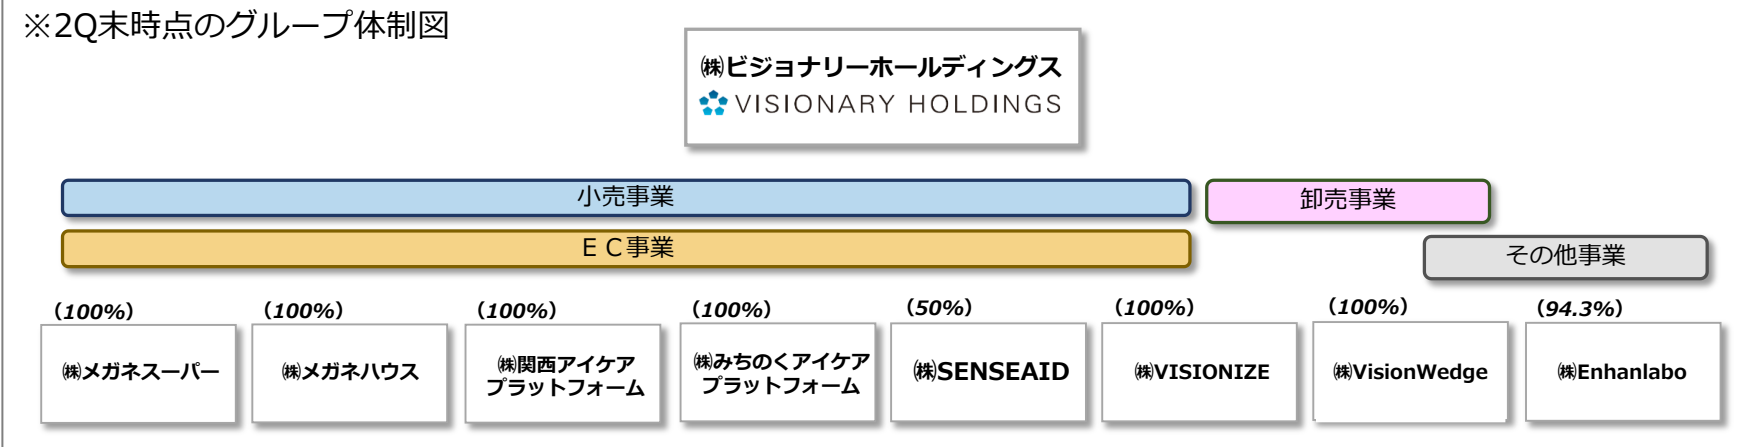 ※2Q末時点のグループ体制図
㈱ビジョナリーホールディングス
VISIONARY HOLDINGS
小売事業
卸売事業
ＥＣ事業
その他事業
（100%）
（100%）
（100%）
（100%）
（50%）
（100%）
（100%）
（94.3%）
㈱メガネスーパー
㈱メガネハウス
㈱関西アイケア
プラットフォーム
㈱みちのくアイケア
プラットフォーム
㈱SENSEAID
㈱VISIONIZE
㈱VisionWedge
㈱Enhanlabo